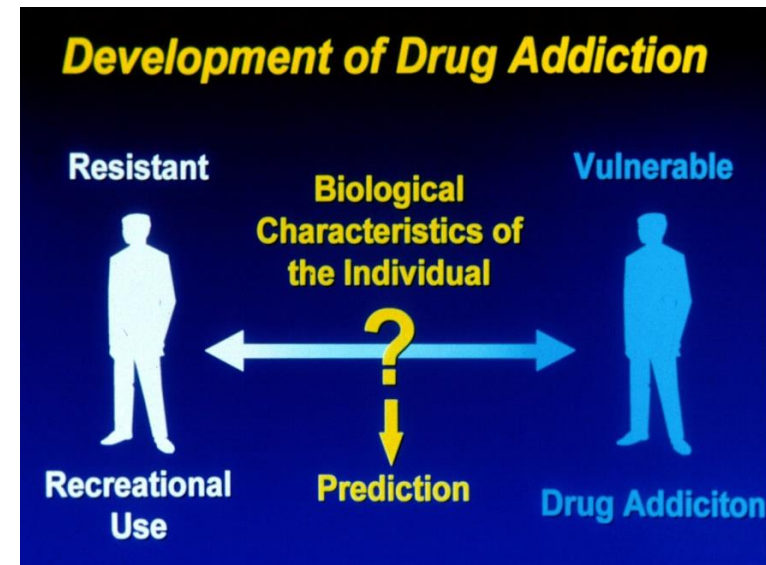 Development of Drug Addiction
Resistant
Vulnerable
Biological
Characteristics of
the Individual
?
Prediction
Recreational
Use
Drug Addiciton